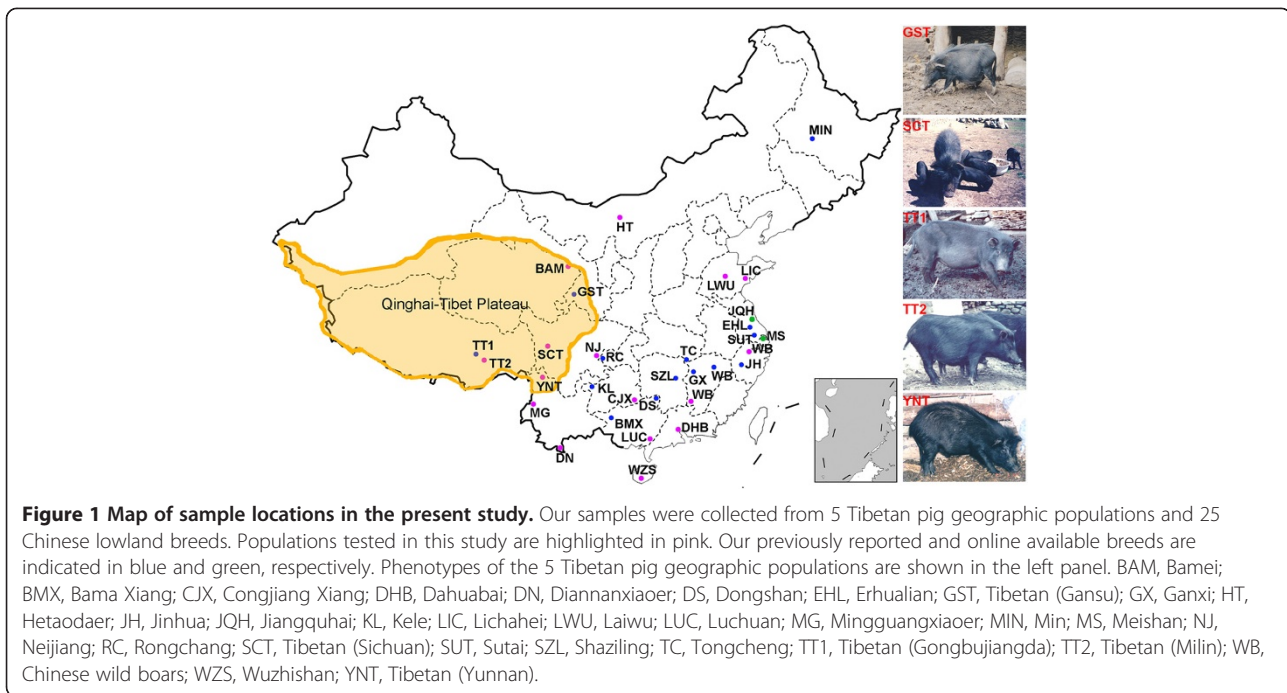 MIN
HT
BAM
GST
Qinghai-Tibet Plateau
TT1
TT2
SCT
YNT
MG
DN
NJ
RC
KL
CJX
DS
BMX
LUC
DHB
WZS
LIC
LWU
JQH
EHL
SUT
MS
WB
JH
TC
SZL
GX
WB
WB
GST
SUT
TT1
TT2
YNT
Figure 1 Map of sample locations in the present study. Our samples were collected from 5 Tibetan pig geographic populations and 25
Chinese lowland breeds. Populations tested in this study are highlighted in pink. Our previously reported and online available breeds are
indicated in blue and green, respectively. Phenotypes of the 5 Tibetan pig geographic populations are shown in the left panel. BAM, Bamei;
BMX, Bama Xiang; CJX, Congjiang Xiang; DHB, Dahuabai; DN, Diannanxiaoer; DS, Dongshan; EHL, Erhualian; GST, Tibetan (Gansu); GX, Ganxi; HT,
Hetaodaer; JH, Jinhua; JQH, Jiangquhai; KL, Kele; LIC, Lichahei; LWU, Laiwu; LUC, Luchuan; MG, Mingguangxiaoer; MIN, Min; MS, Meishan; NJ,
Neijiang; RC, Rongchang; SCT, Tibetan (Sichuan); SUT, Sutai; SZL, Shaziling; TC, Tongcheng; TT1, Tibetan (Gongbujiangda); TT2, Tibetan (Milin); WB,
Chinese wild boars; WZS, Wuzhishan; YNT, Tibetan (Yunnan).